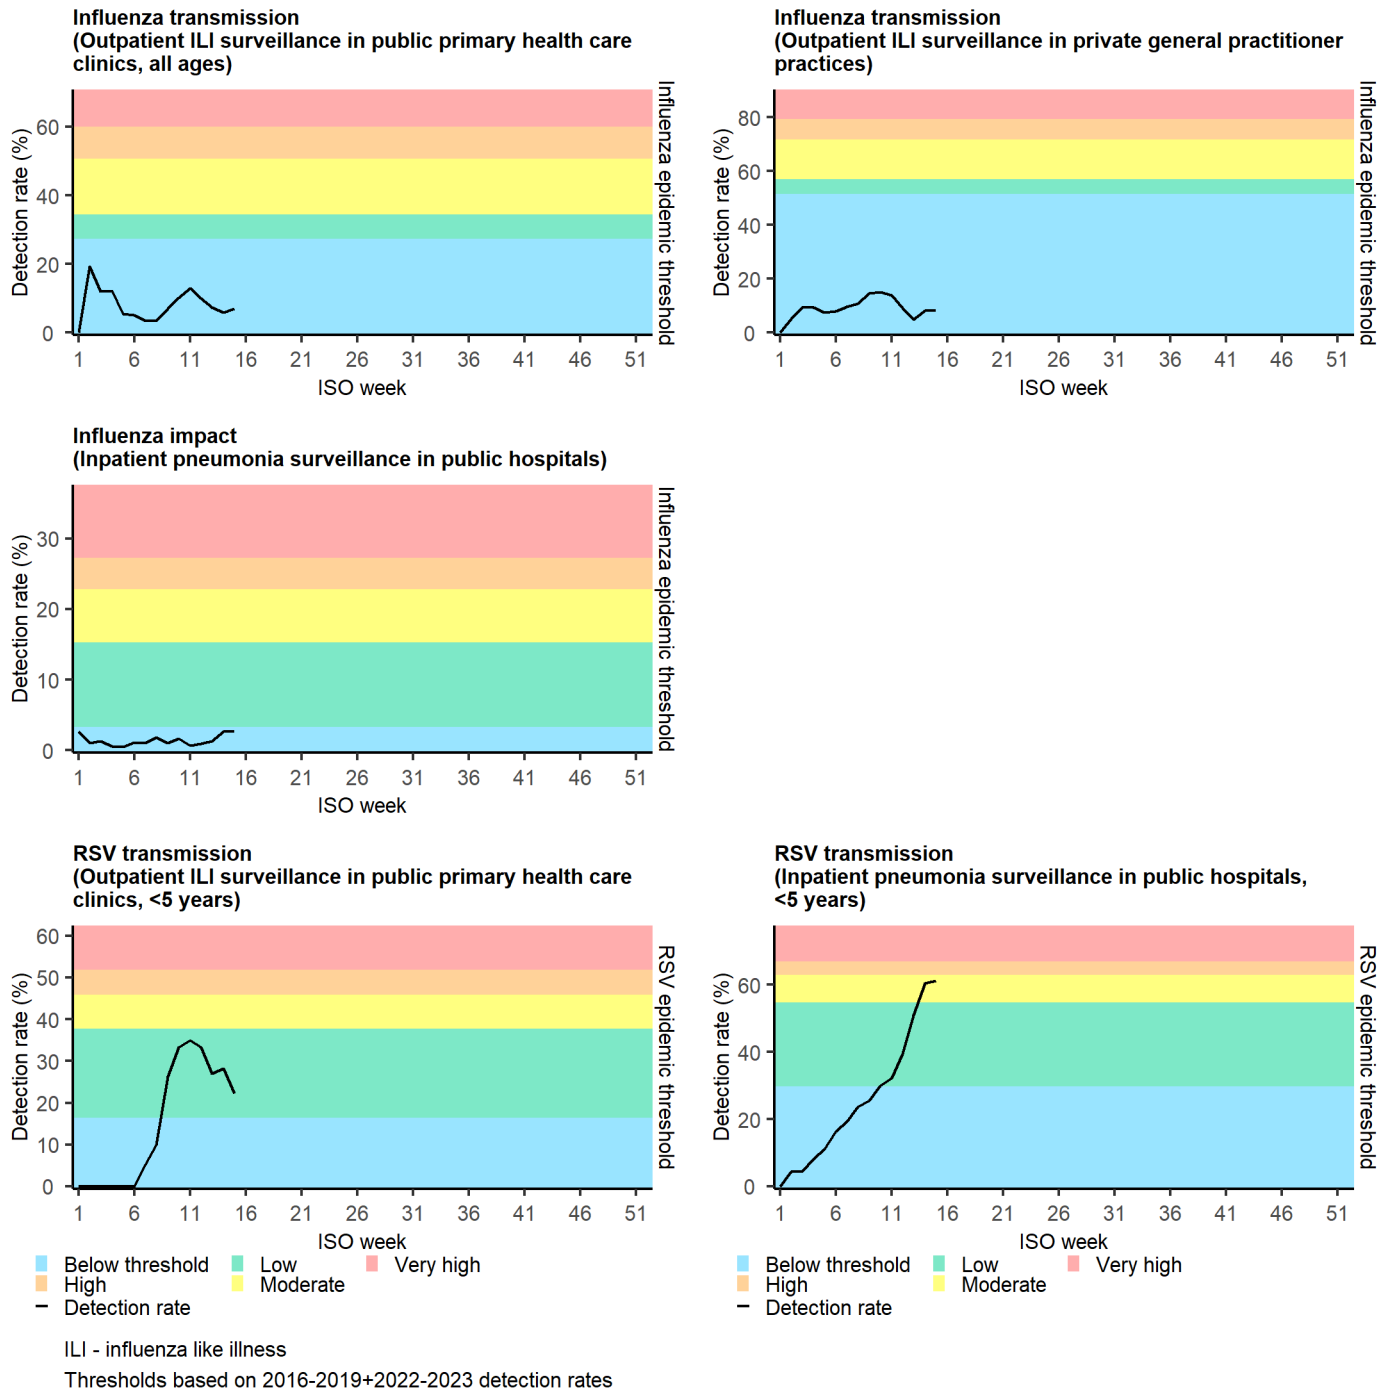 Influenza transmission
(Outpatient ILI surveillance in public primary health care
clinics, all ages)
Detection rate (%)
60
40
20
0
1 6 11 16 21 26 31 36 41 46 51
ISO week
Influenza epidemic threshold
Influenza transmission
(Outpatient ILI surveillance in private general practitioner
practices)
Detection rate (%)
80
60
40
20
0
1 6 11 16 21 26 31 36 41 46 51
ISO week
Influenza epidemic threshold
Influenza impact
(Inpatient pneumonia surveillance in public hospitals)
Detection rate (%)
30
20
10
0
1 6 11 16 21 26 31 36 41 46 51
ISO week
Influenza epidemic threshold
RSV transmission
(Outpatient ILI surveillance in public primary health care
clinics, <5 years)
Detection rate (%)
60
50
40
30
20
10
0
1 6 11 16 21 26 31 36 41 46 51
ISO week
RSV epidemic threshold
Below threshold Low Very high
High Moderate
Detection rate
RSV transmission
(Inpatient pneumonia surveillance in public hospitals,
<5 years)
Detection rate (%)
60
40
20
0
1 6 11 16 21 26 31 36 41 46 51
ISO week
RSV epidemic threshold
Below threshold Low Very high
High Moderate
Detection rate
ILI - influenza like illness
Thresholds based on 2016-2019+2022-2023 detection rates